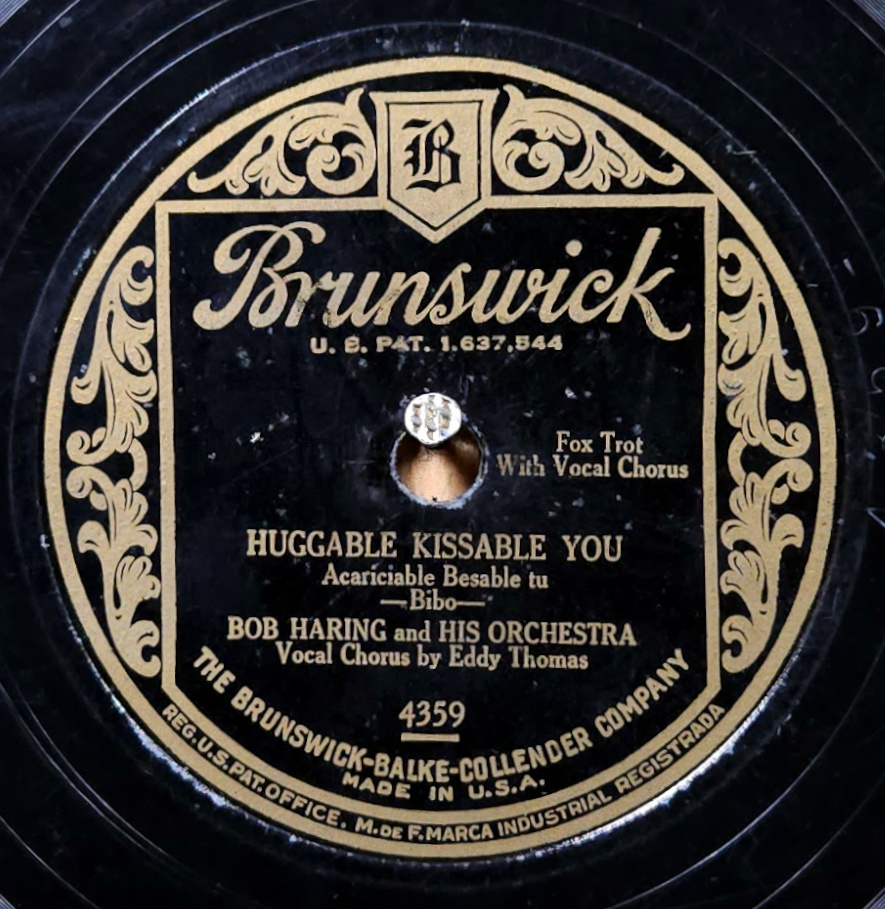 B
Brunswick
U. S. PAT. 1,637,544
Fox Trot
With Vocal Chorus
HUGGABLE KISSABLE YOU
Acariciable Besable tu
—Bibo—
BOB HARING and HIS ORCHESTRA
Vocal Chorus by Eddy Thomas
4359
THE BRUNSWICK-BALKE-COLLENDER COMPANY
MADE IN U.S.A.
REG. U.S. PAT. OFFICE. M. DE F. MARCA INDUSTRIAL REGISTRADA